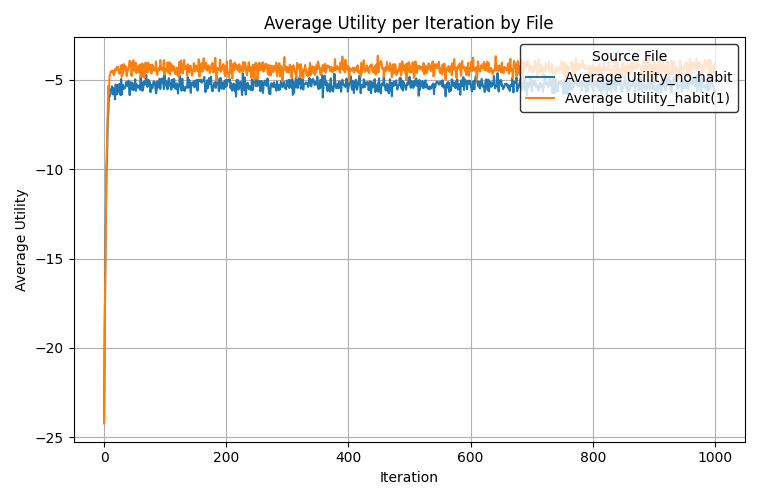 Average Utility per Iteration by File
Source File
Average Utility_no-habit
Average Utility_habit(1)
−5
−10
−15
−20
−25
Average Utility
0 200 400 600 800 1000
Iteration